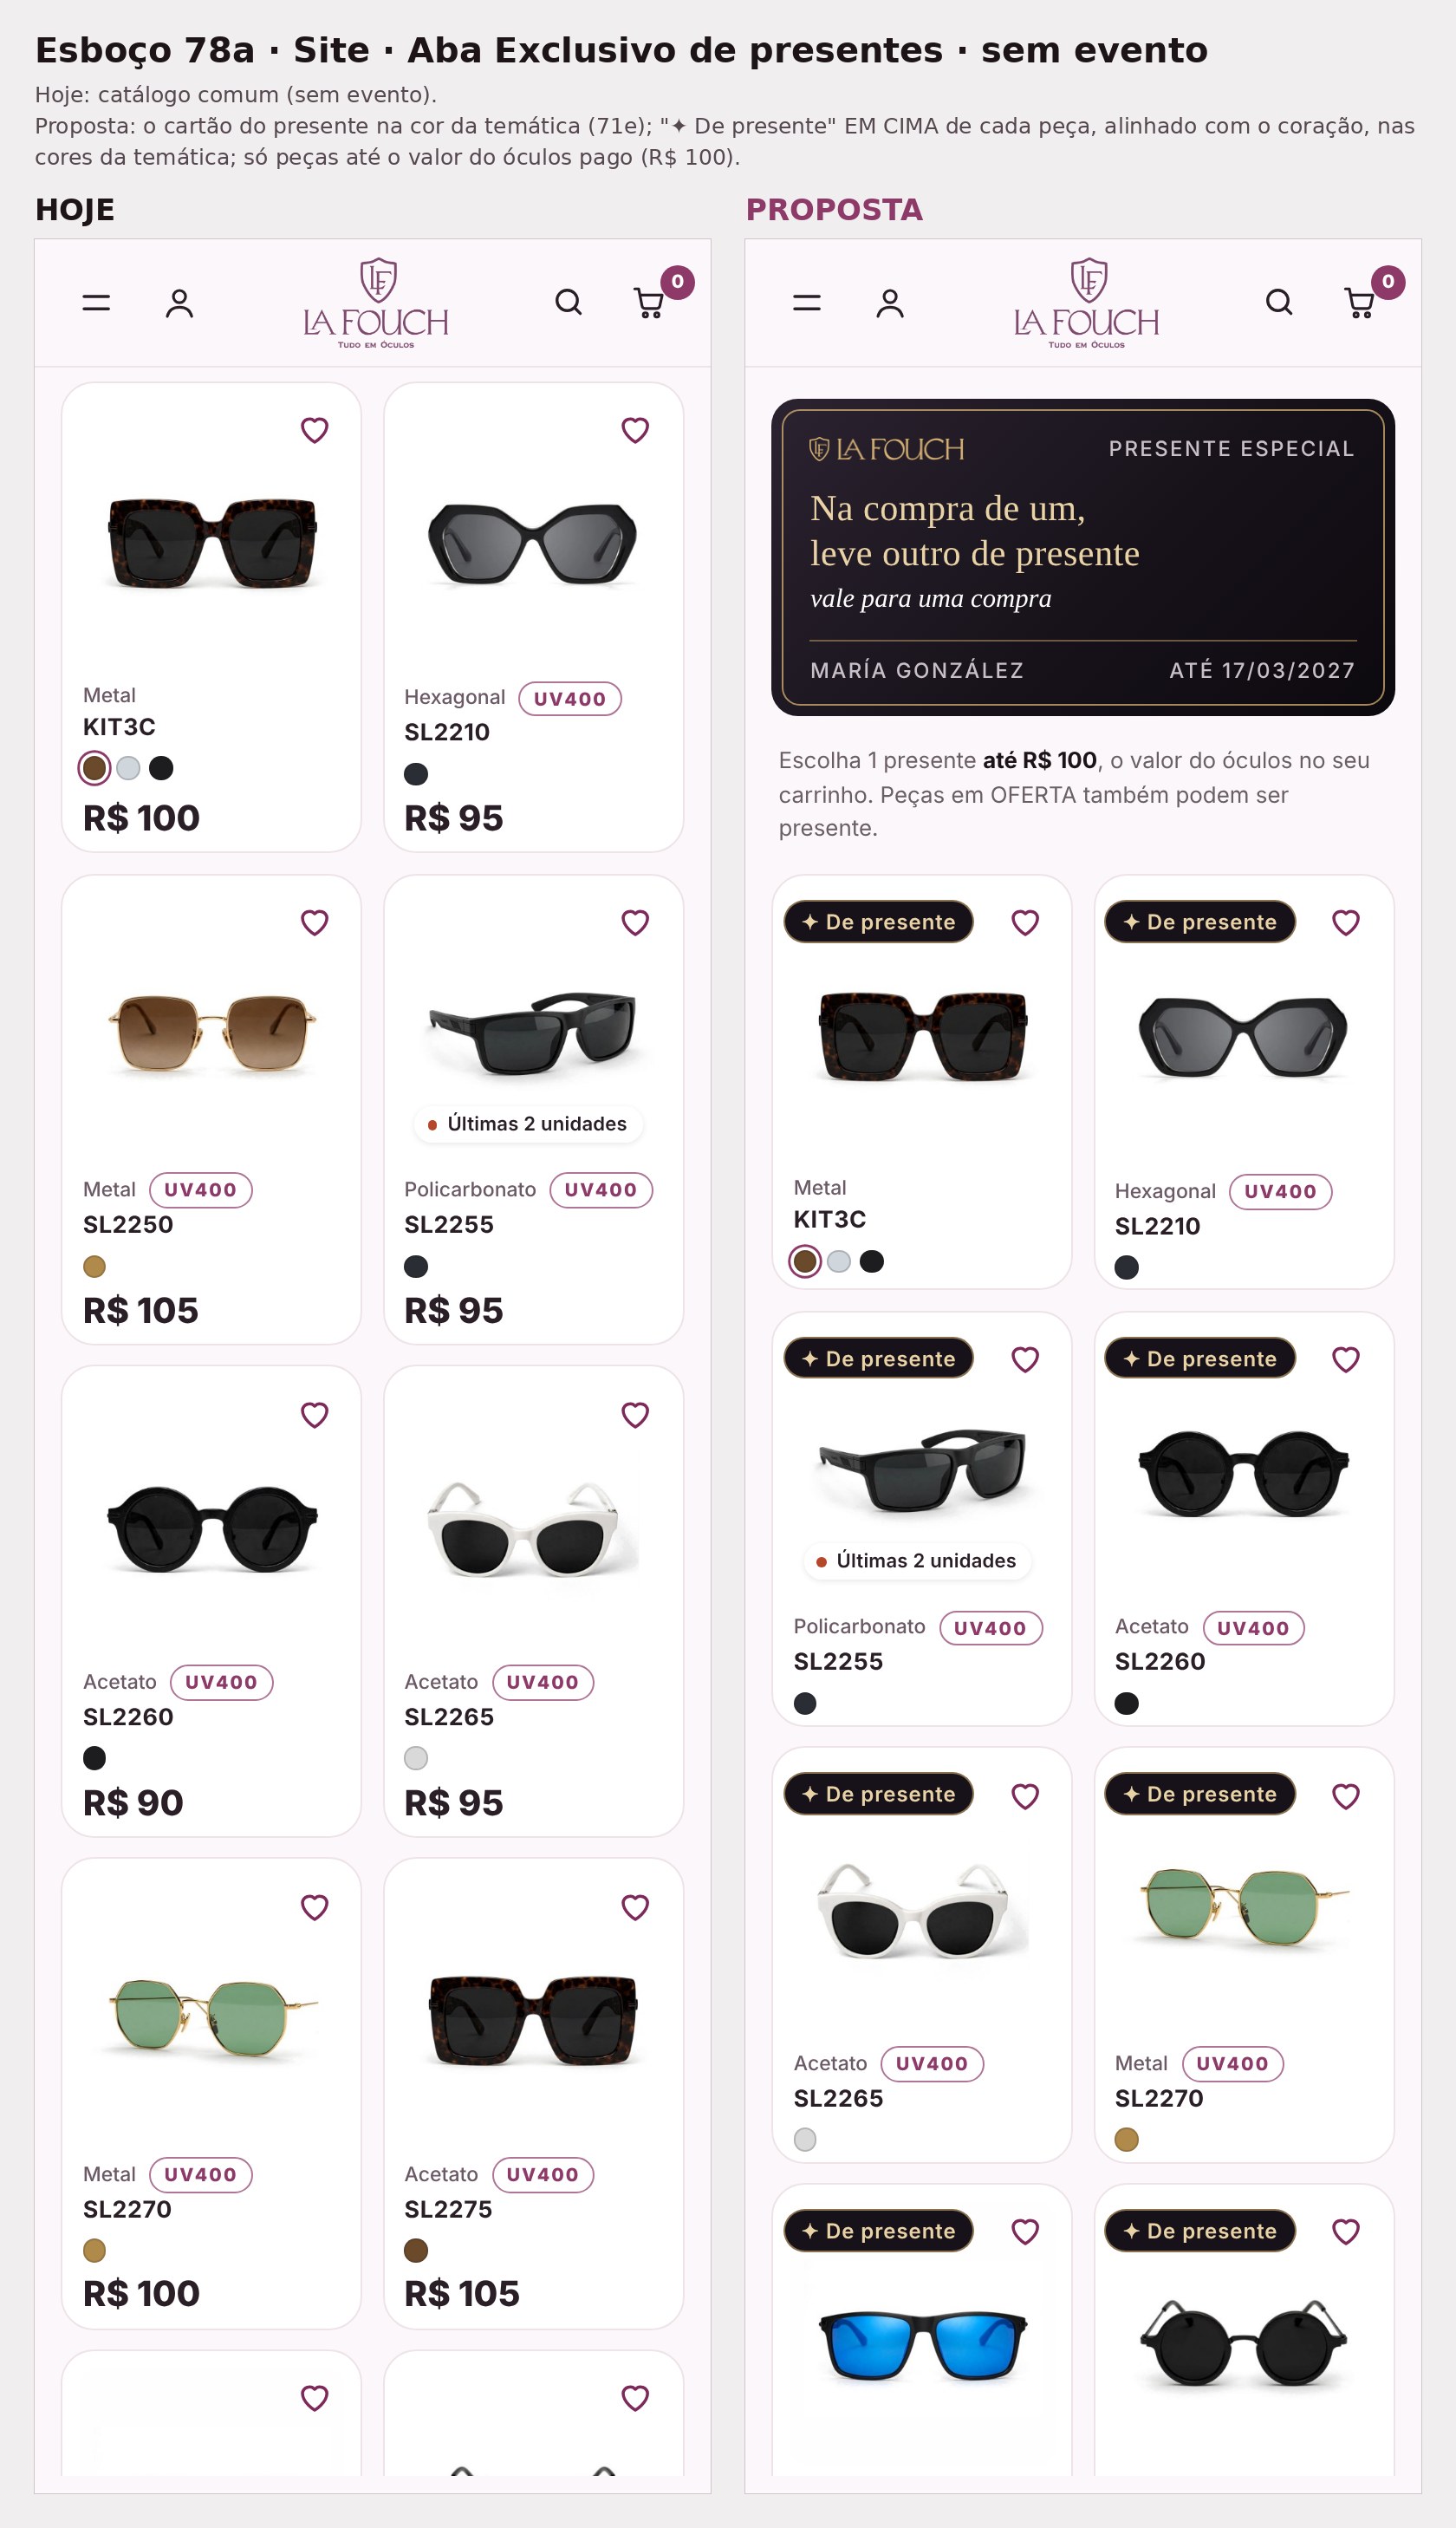 Esboço 78a · Site · Aba Exclusivo de presentes · sem evento
Hoje: catálogo comum (sem evento).
Proposta: o cartão do presente na cor da temática (71e); "✦ De presente" EM CIMA de cada peça, alinhado com o coração, nas
cores da temática; só peças até o valor do óculos pago (R$ 100).
HOJE
LF
LA FOUCH
Tudo em Óculos
0
Metal
KIT3C
R$ 100
Hexagonal UV400
SL2210
R$ 95
Metal UV400
SL2250
R$ 105
Últimas 2 unidades
Policarbonato UV400
SL2255
R$ 95
Acetato UV400
SL2260
R$ 90
Acetato UV400
SL2265
R$ 95
Metal UV400
SL2270
R$ 100
Acetato UV400
SL2275
R$ 105
PROPOSTA
LF
LA FOUCH
Tudo em Óculos
0
LF LA FOUCH
PRESENTE ESPECIAL
Na compra de um,
leve outro de presente
vale para uma compra
MARÍA GONZÁLEZ
ATÉ 17/03/2027
Escolha 1 presente até R$ 100, o valor do óculos no seu
carrinho. Peças em OFERTA também podem ser
presente.
✦ De presente
Metal
KIT3C
✦ De presente
Hexagonal UV400
SL2210
✦ De presente
Últimas 2 unidades
Policarbonato UV400
SL2255
✦ De presente
Acetato UV400
SL2260
✦ De presente
Acetato UV400
SL2265
✦ De presente
Metal UV400
SL2270
✦ De presente
✦ De presente